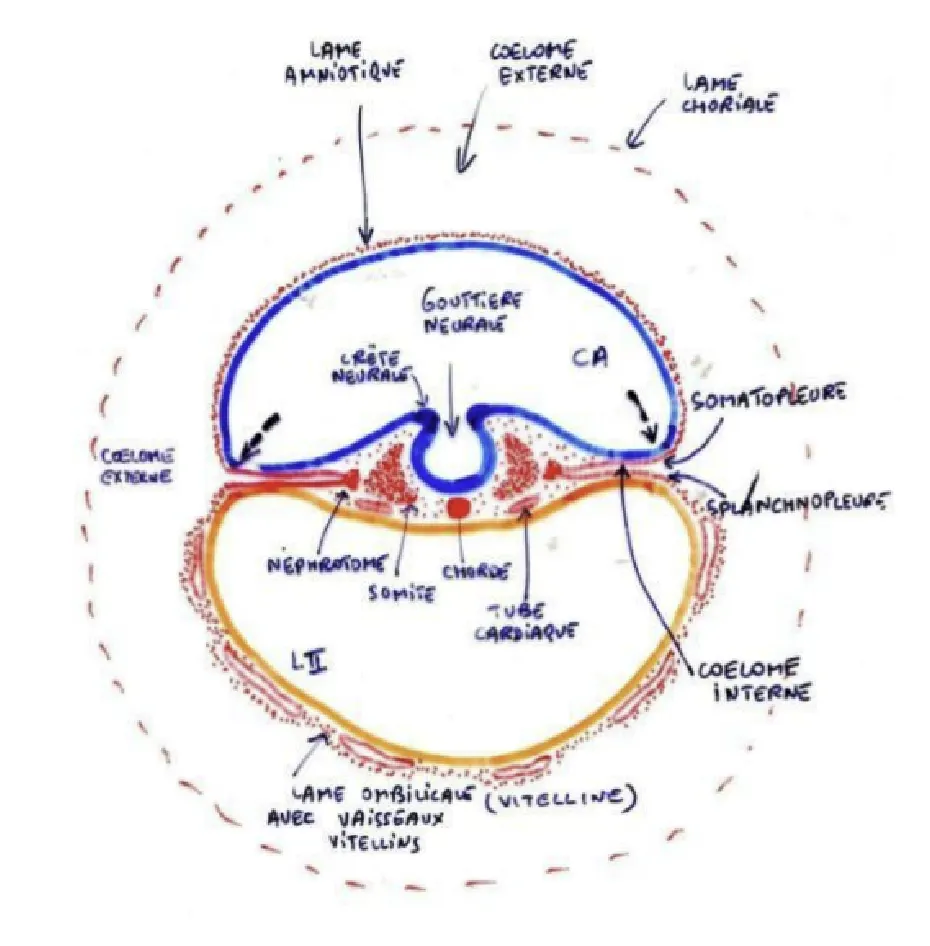 LAME
AMNIOTIQUE
COELOME
EXTERNE
LAME
CHORIALE
GOUTTIERE
NEURALE
CRÊTE
NEURALE
CA
SOMATOPLEURE
COELOME
EXTERNE
SPLANCHNOPLEURE
NÉPHROTOME
SOMITE
CHORDE
TUBE
CARDIAQUE
LII
COELOME
INTERNE
LAME OMBILICALE (VITELLINE)
AVEC VAISSEAUX
VITELLINS